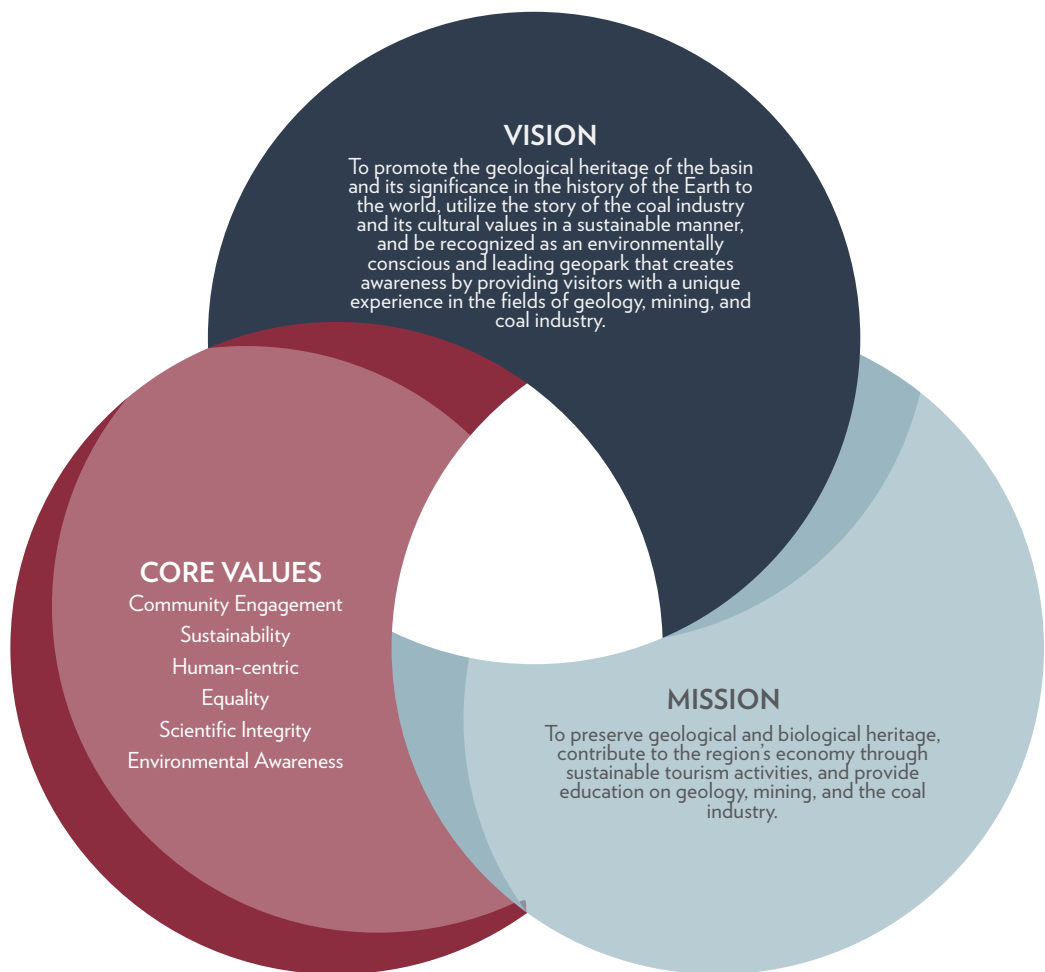 VISION
To promote the geological heritage of the basin
and its significance in the history of the Earth to
the world, utilize the story of the coal industry
and its cultural values in a sustainable manner,
and be recognized as an environmentally
conscious and leading geopark that creates
awareness by providing visitors with a unique
experience in the fields of geology, mining, and
coal industry.
CORE VALUES
Community Engagement
Sustainability
Human-centric
Equality
Scientific Integrity
Environmental Awareness
MISSION
To preserve geological and biological heritage,
contribute to the region's economy through
sustainable tourism activities, and provide
education on geology, mining, and the coal
industry.